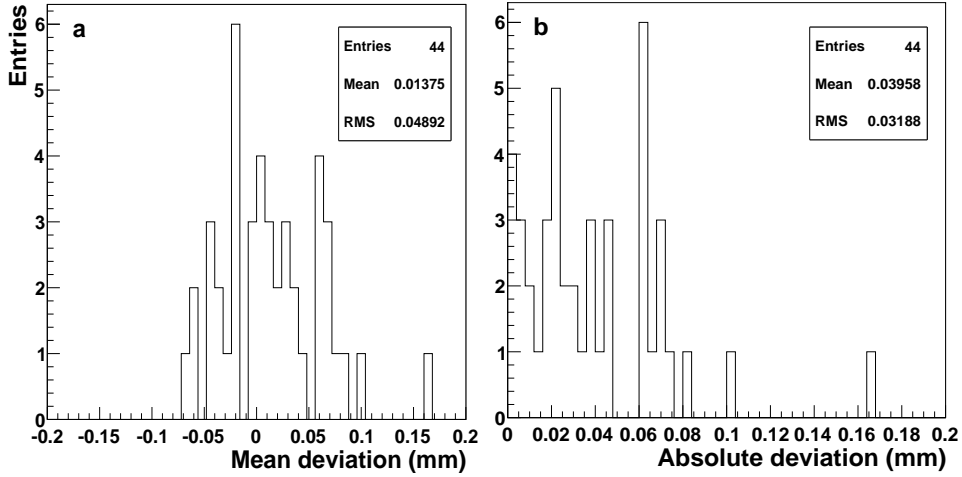 a
Entries
Entries 44
Mean 0.01375
RMS 0.04892
6
5
4
3
2
1
0
-0.2 -0.15 -0.1 -0.05 0 0.05 0.1 0.15 0.2
Mean deviation (mm)
b
Entries 44
Mean 0.03958
RMS 0.03188
6
5
4
3
2
1
0
0 0.02 0.04 0.06 0.08 0.1 0.12 0.14 0.16 0.18 0.2
Absolute deviation (mm)